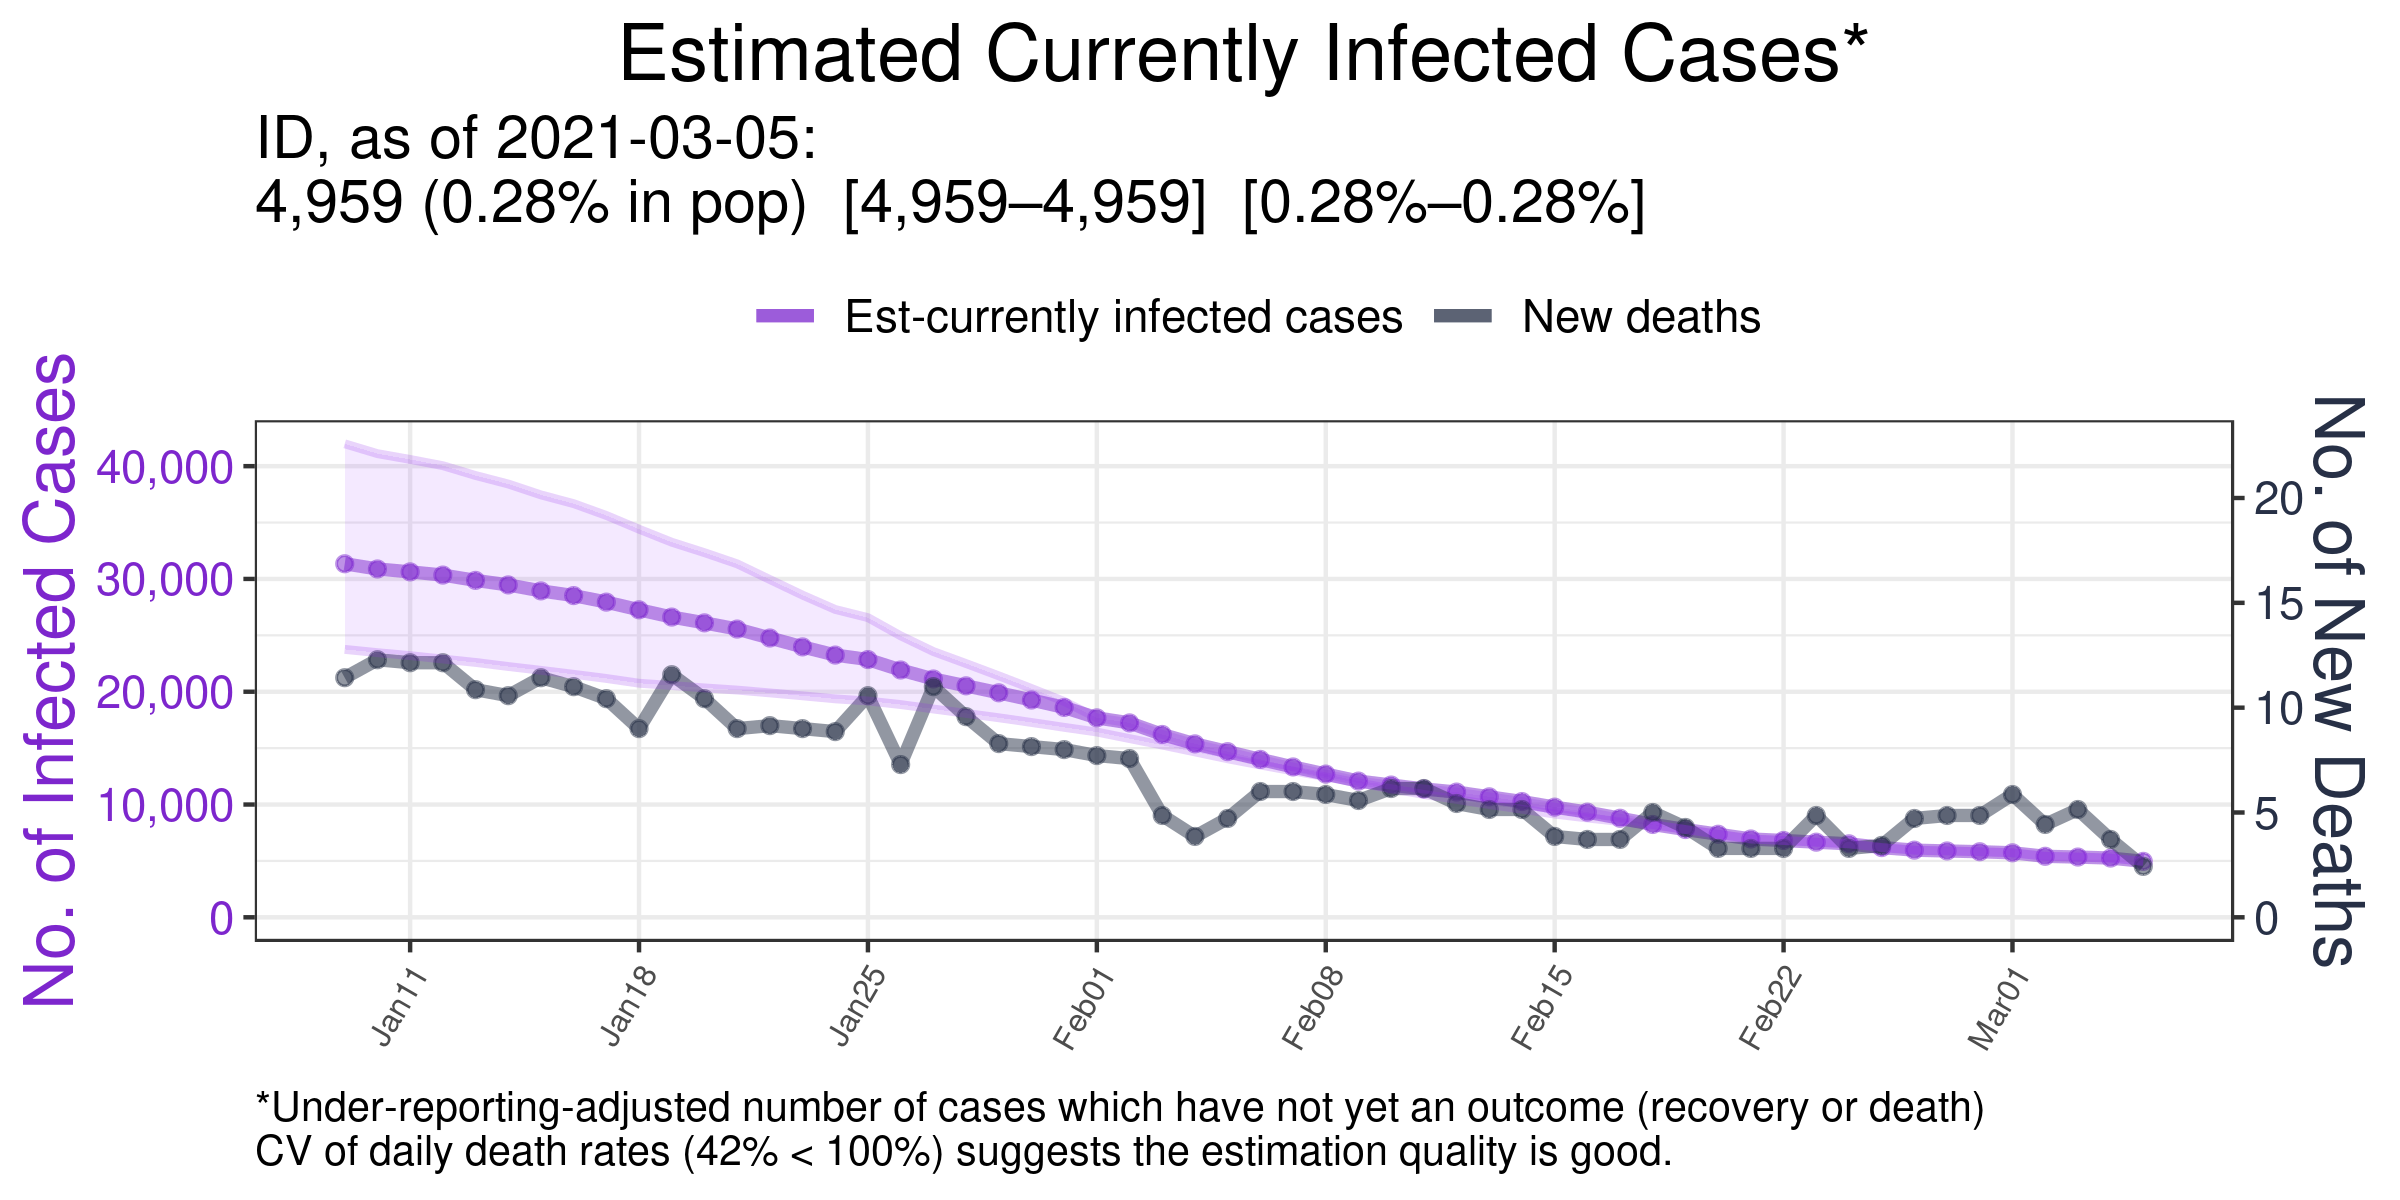 Estimated Currently Infected Cases*
ID, as of 2021-03-05:
4,959 (0.28% in pop)  [4,959–4,959]  [0.28%–0.28%]
Est-currently infected cases
New deaths
No. of Infected Cases
40,000
30,000
20,000
10,000
0
No. of New Deaths
20
15
10
5
0
Jan11
Jan18
Jan25
Feb01
Feb08
Feb15
Feb22
Mar01
*Under-reporting-adjusted number of cases which have not yet an outcome (recovery or death)
CV of daily death rates (42% < 100%) suggests the estimation quality is good.